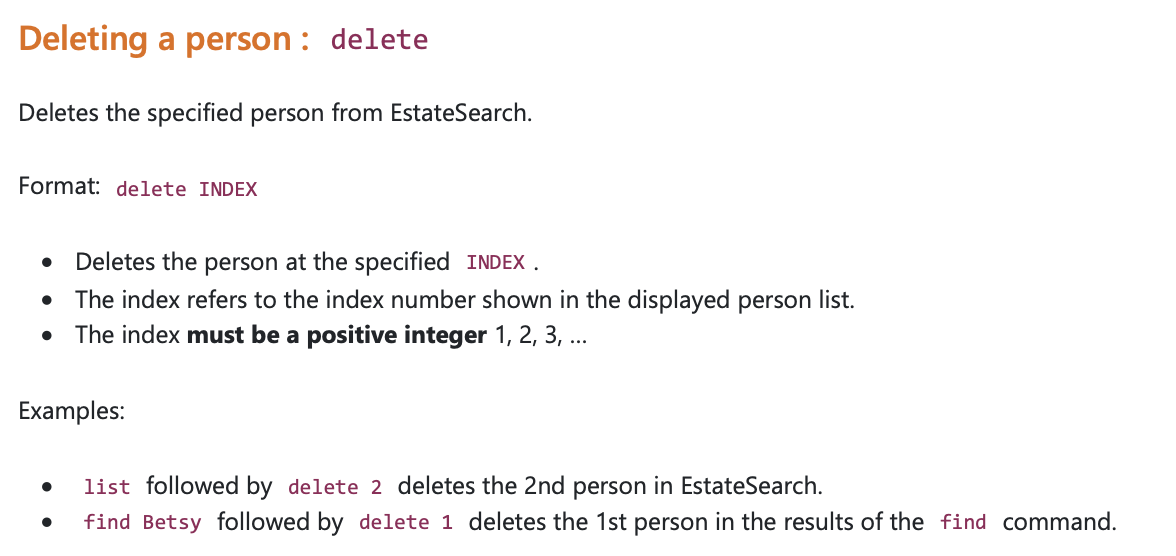 Deleting a person : delete
Deletes the specified person from EstateSearch.
Format: delete INDEX
• Deletes the person at the specified INDEX .
• The index refers to the index number shown in the displayed person list.
• The index must be a positive integer 1, 2, 3, …
Examples:
• list followed by delete 2 deletes the 2nd person in EstateSearch.
• find Betsy followed by delete 1 deletes the 1st person in the results of the find command.